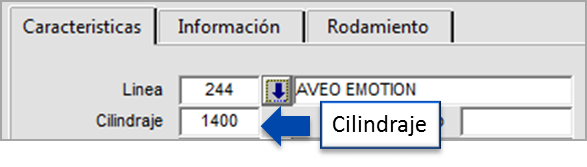 Caracteristicas Información Rodamiento
Linea 244 AVEO EMOTION
Cilindraje 1400 Cilindraje